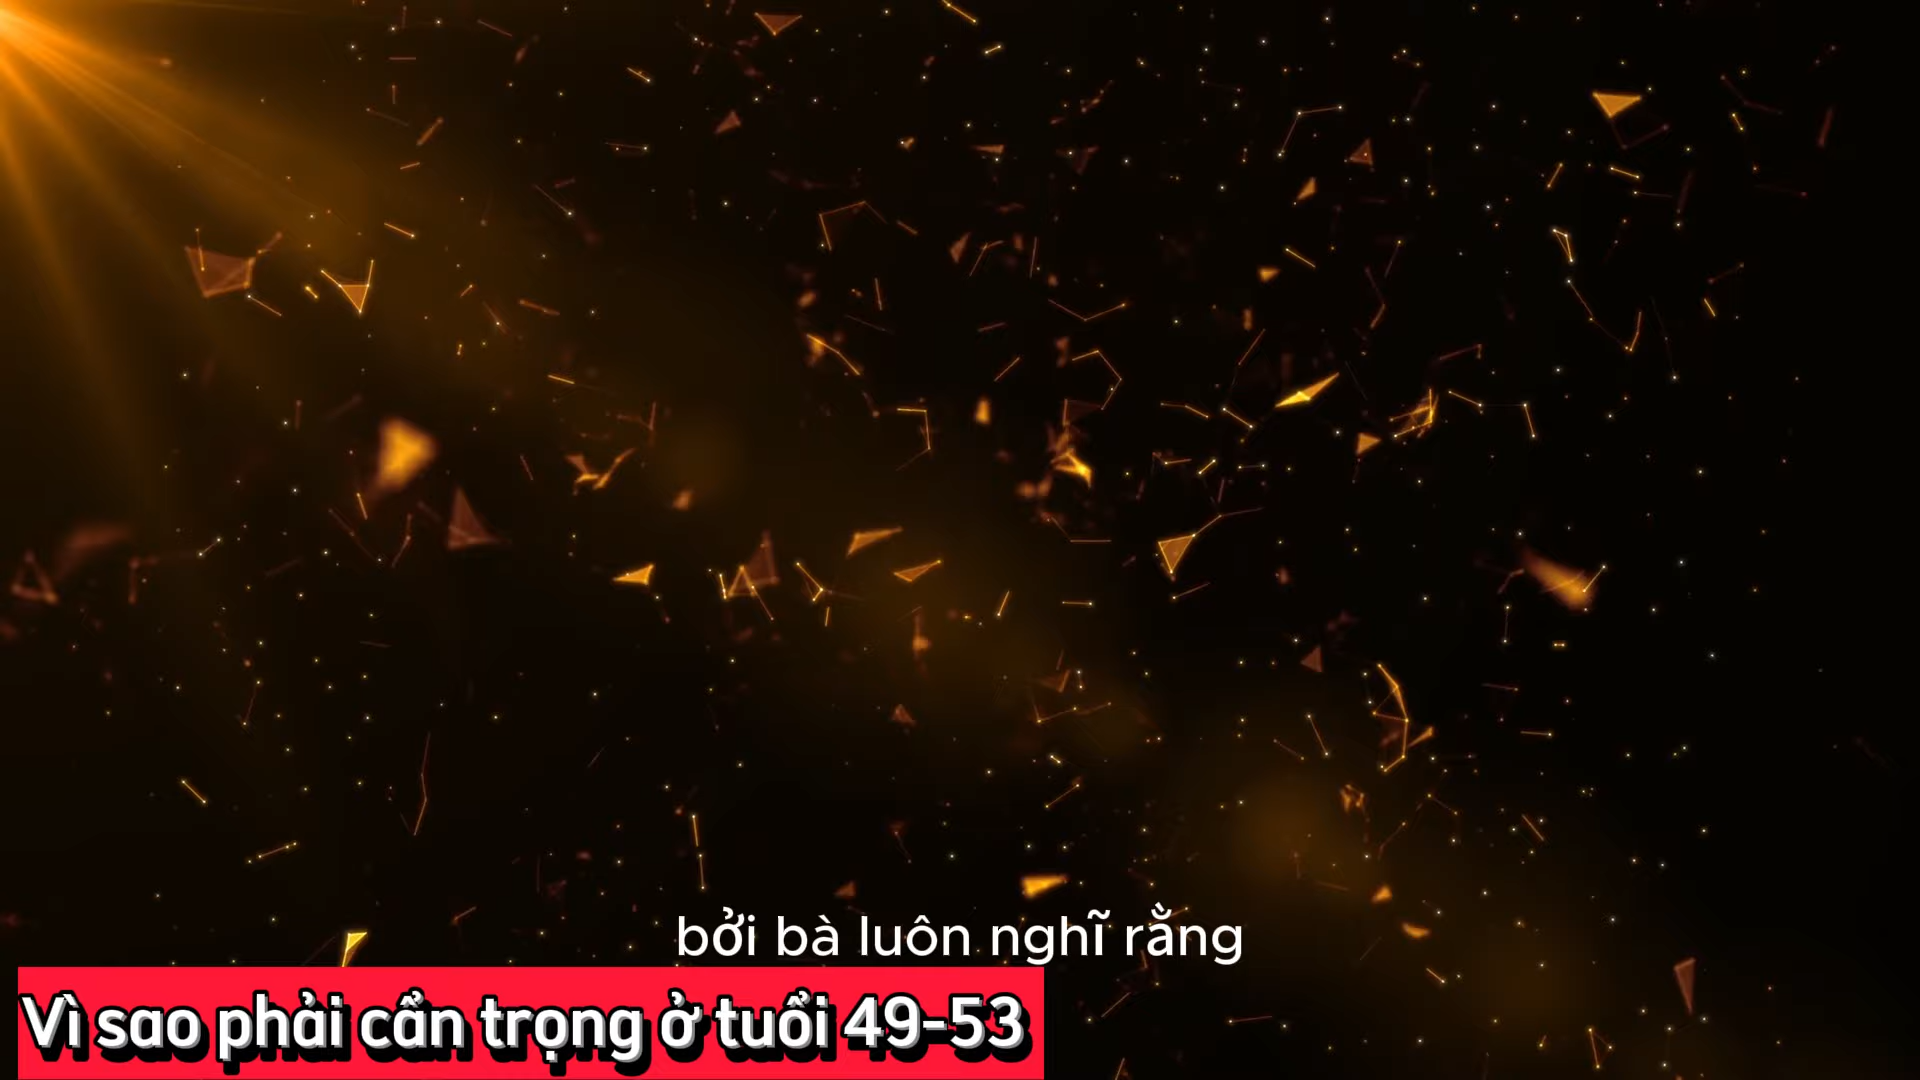 bởi bà luôn nghĩ rằng
Vì sao phải cẩn trọng ở tuổi 49-53